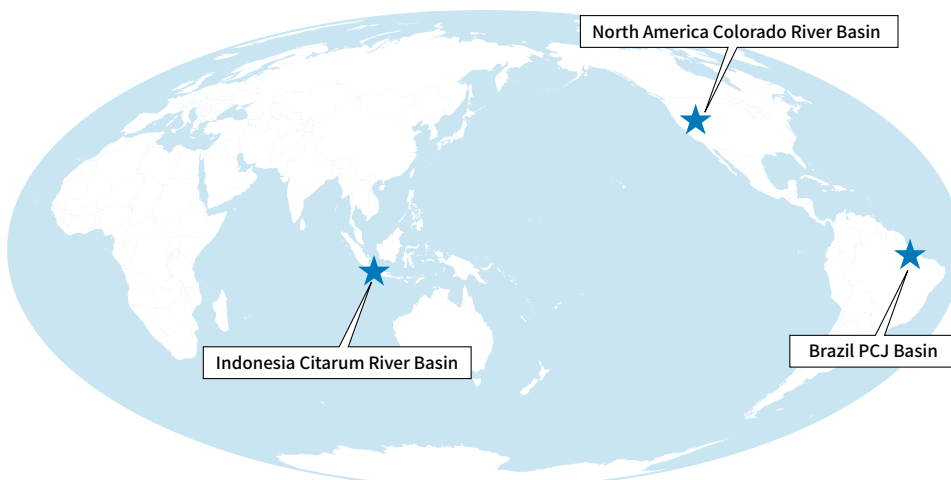 North America Colorado River Basin
Brazil PCJ Basin
Indonesia Citarum River Basin